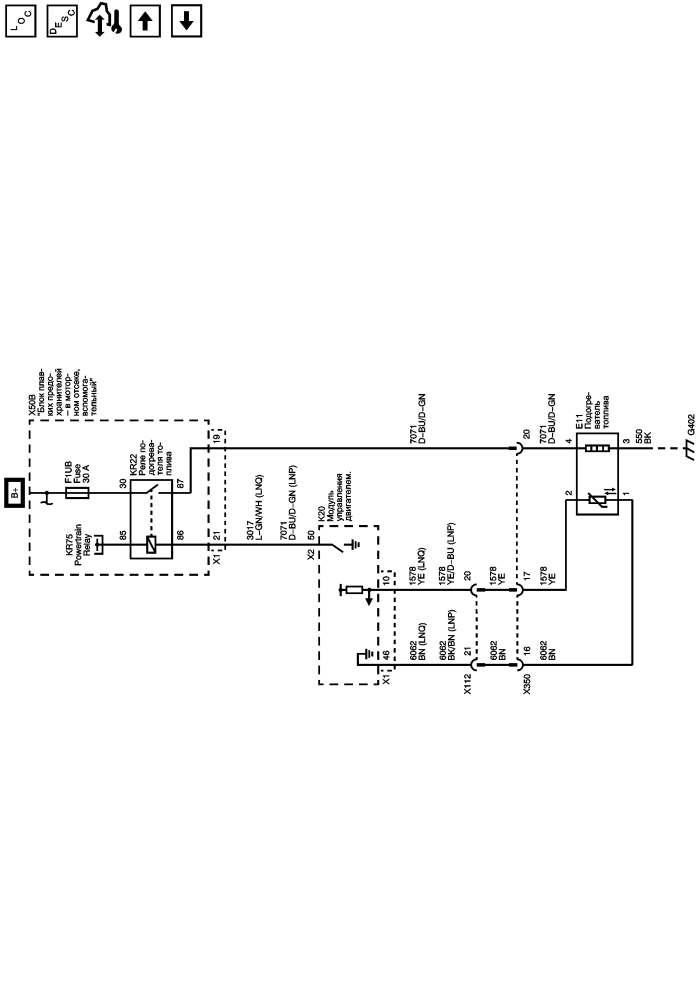 LOC
DESC
B+
X50B
"Блок плав-
ких предо-
хранителей
– в мотор-
ном отсеке,
вспомога-
тельный"
F1UB
Fuse
30 A
KR75
Powertrain
Relay
KR22
Реле по-
догрева-
теля то-
плива
30
87
85
86
19
21
X1
3017
L–GN/WH (LNQ)
7071
D–BU/D–GN (LNP)
50
X2
K20
Модуль
управления
двигателем.
10
46
X1
7071
D–BU/D–GN
1578
YE (LNQ)
1578
YE/D–BU (LNP)
6062
BN (LNQ)
6062
BK/BN (LNP)
20
21
X112
1578
YE
6062
BN
20
17
16
X350
7071
D–BU/D–GN
1578
YE
6062
BN
E11
Подогре-
ватель
топлива
4
3
2
1
550
BK
G402